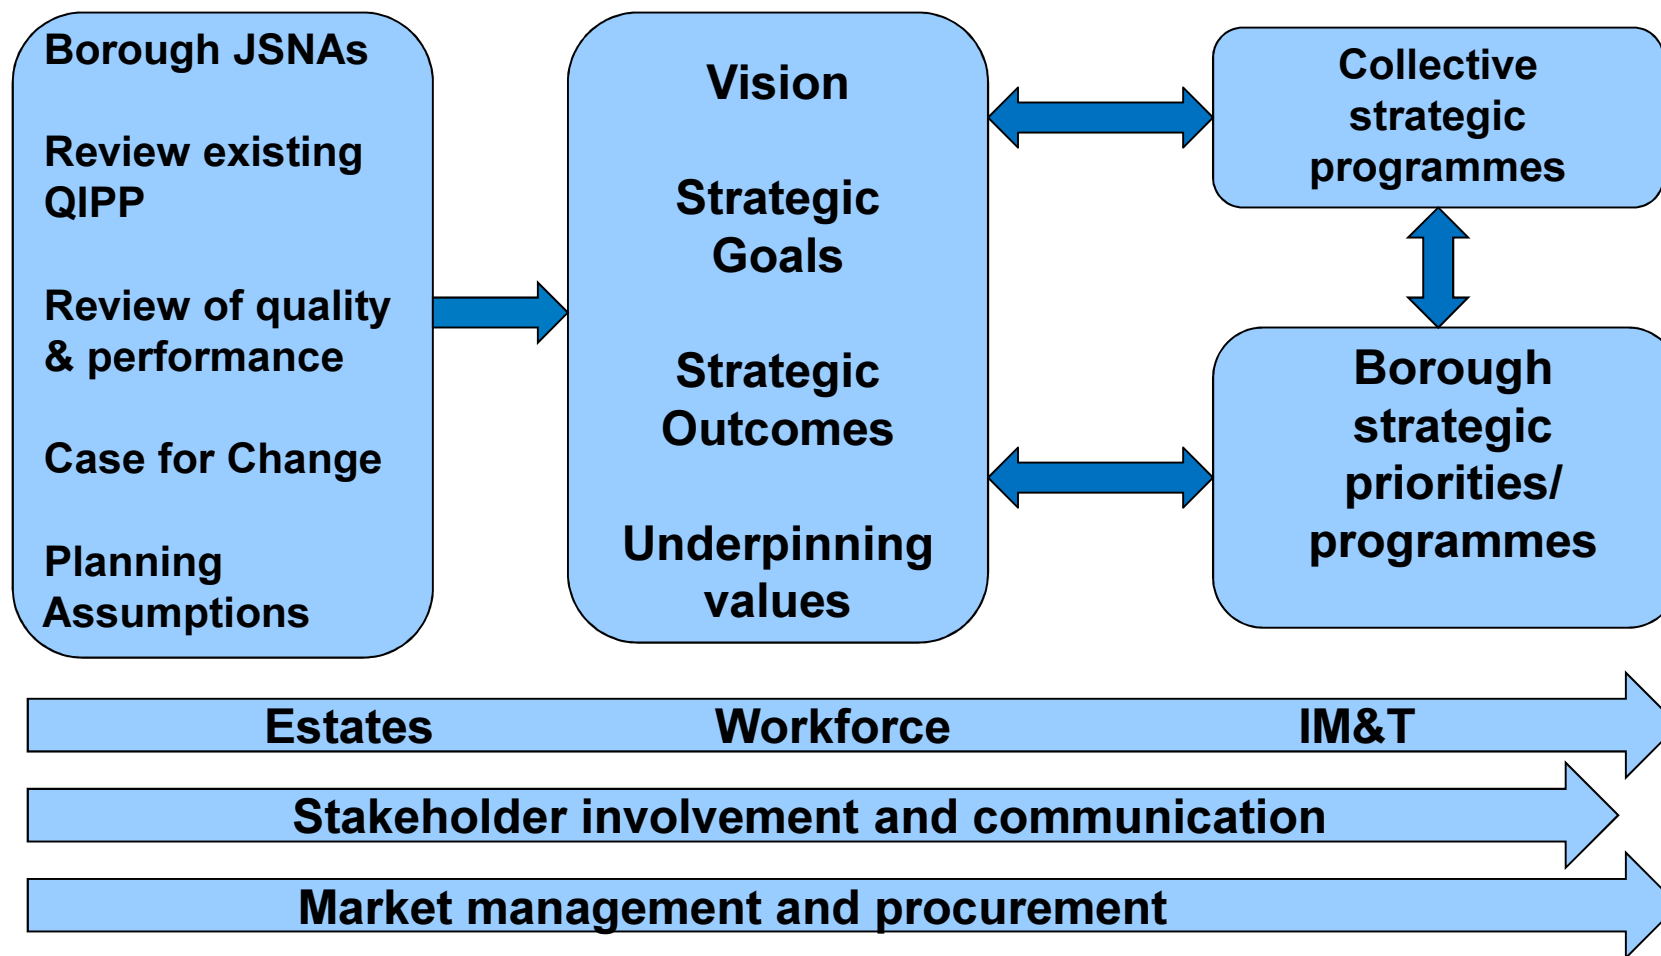 Borough JSNAs
Review existing
QIPP
Review of quality
& performance
Case for Change
Planning
Assumptions
Vision
Strategic
Goals
Strategic
Outcomes
Underpinning
values
Collective
strategic
programmes
Borough
strategic
priorities/
programmes
Estates Workforce IM&T
Stakeholder involvement and communication
Market management and procurement